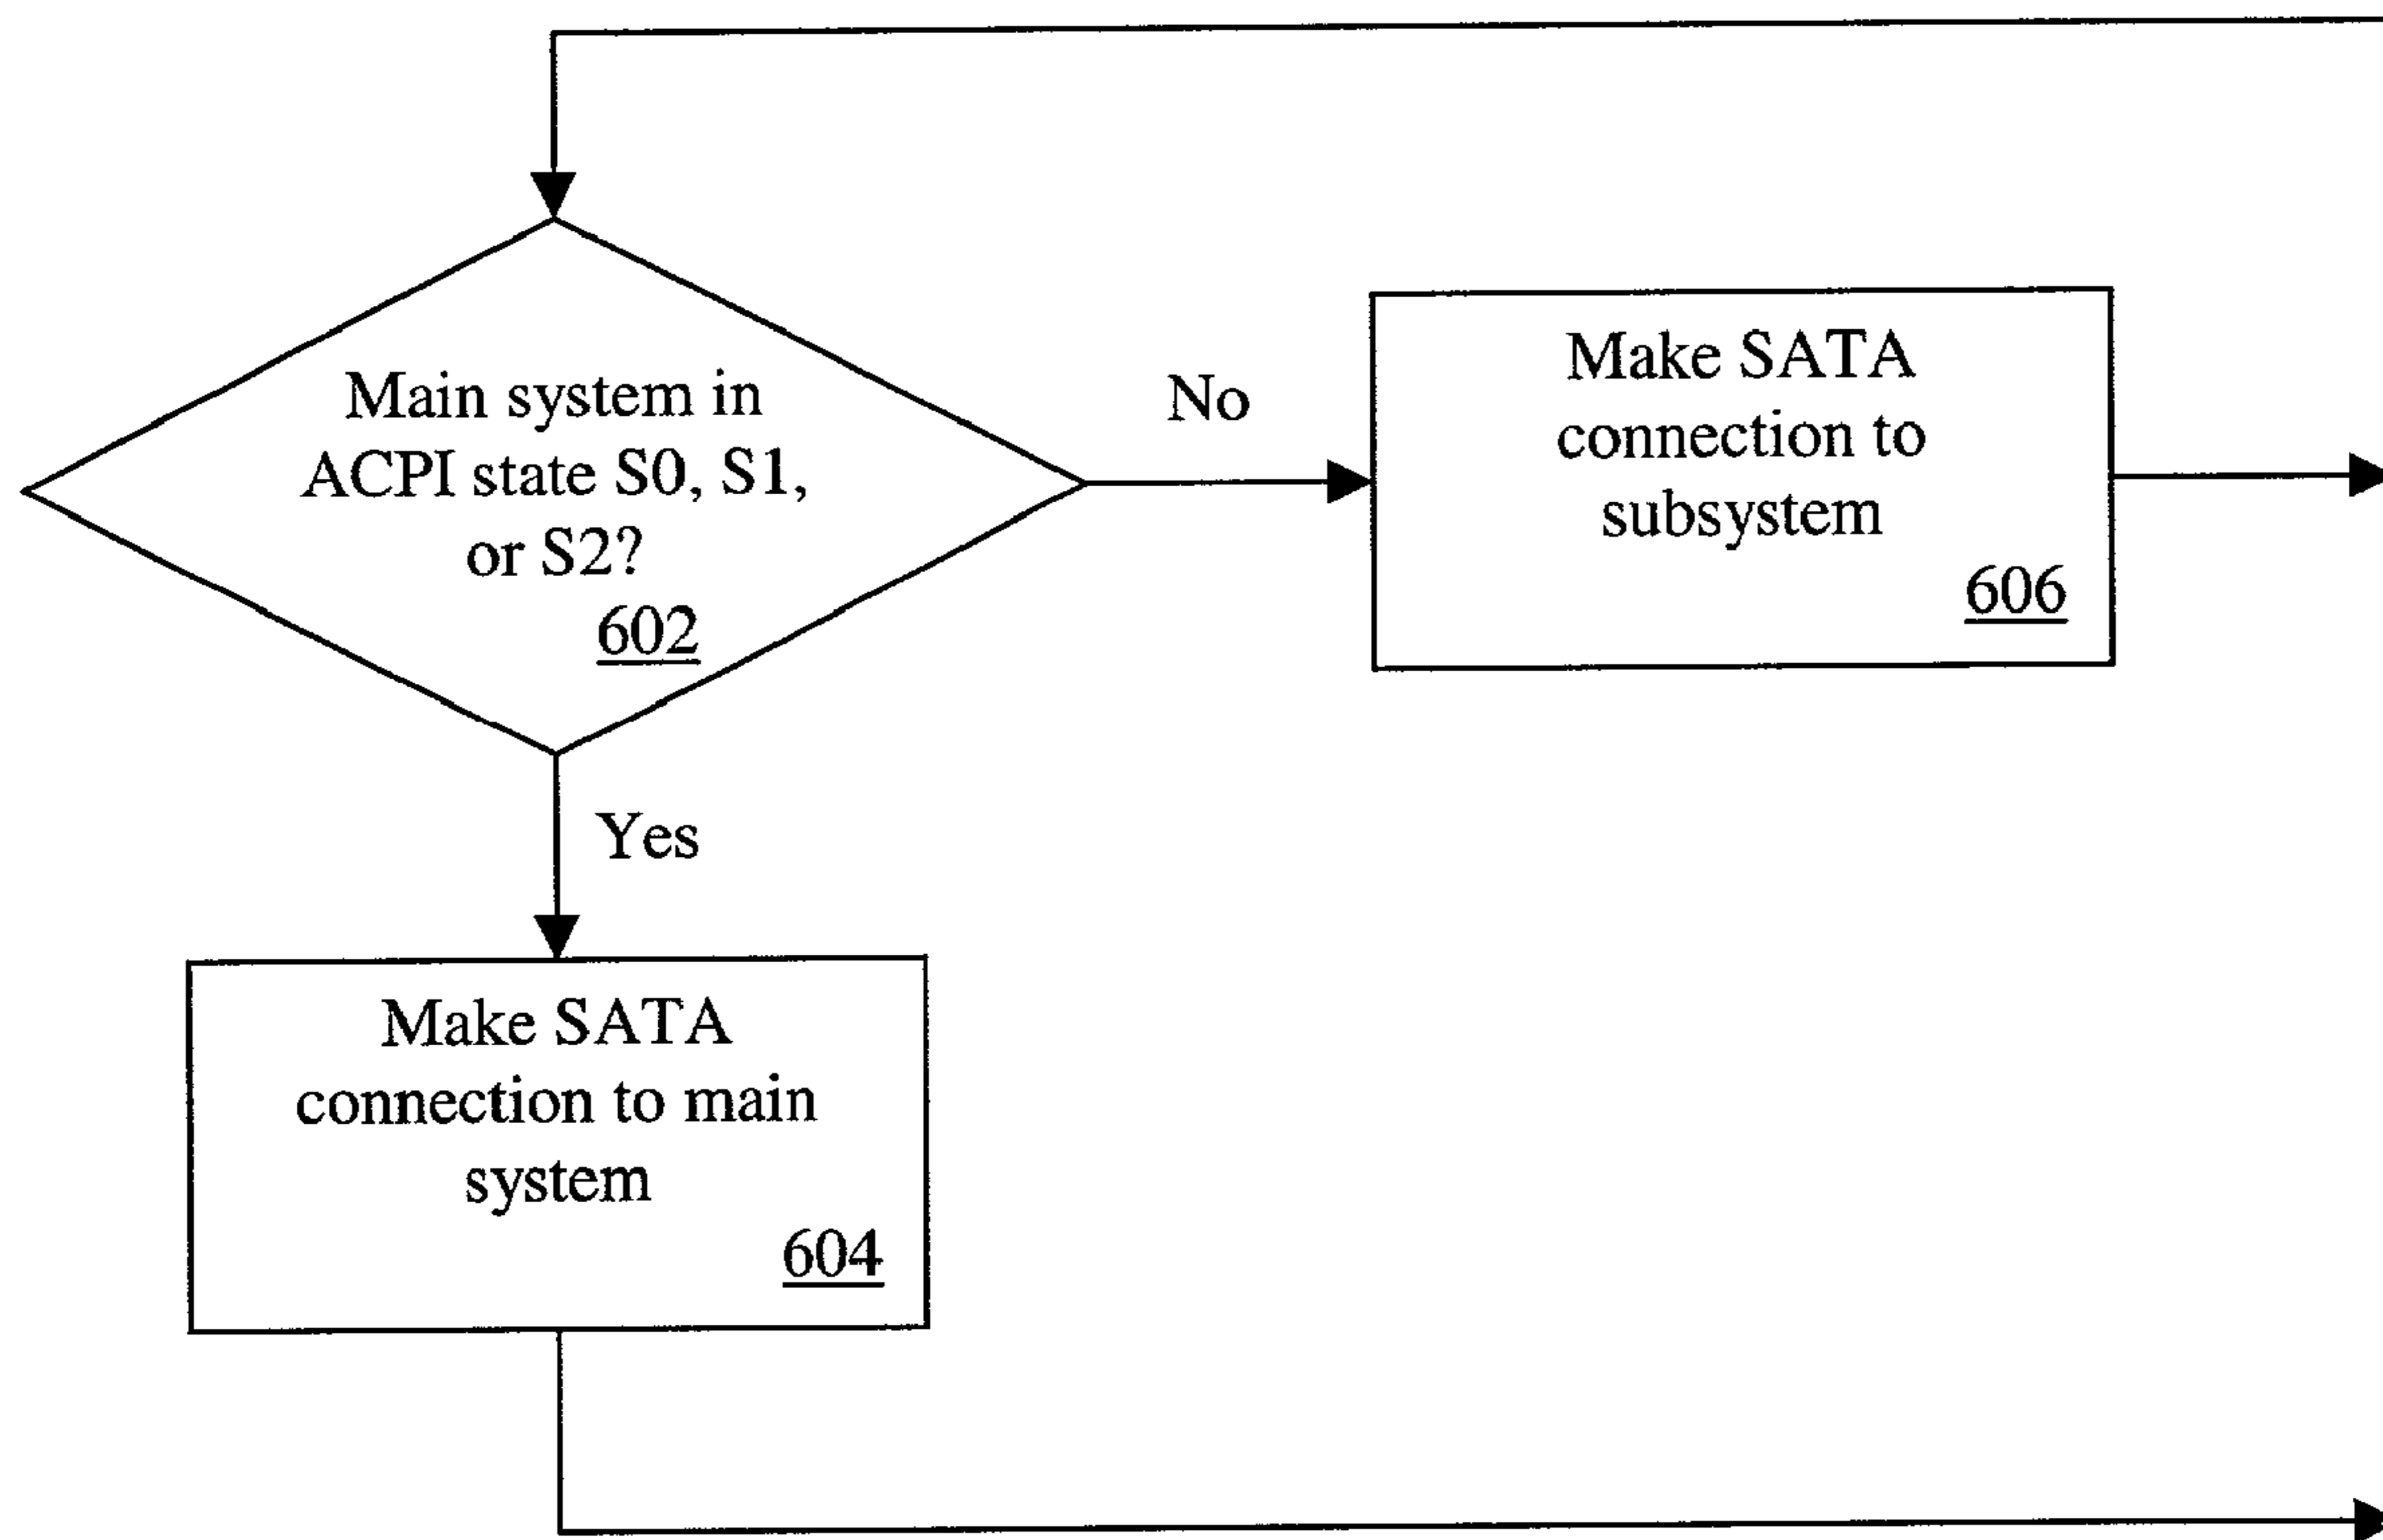 Main system in
ACPI state S0, S1,
or S2?
602
No
Make SATA
connection to
subsystem
606
Yes
Make SATA
connection to main
system
604